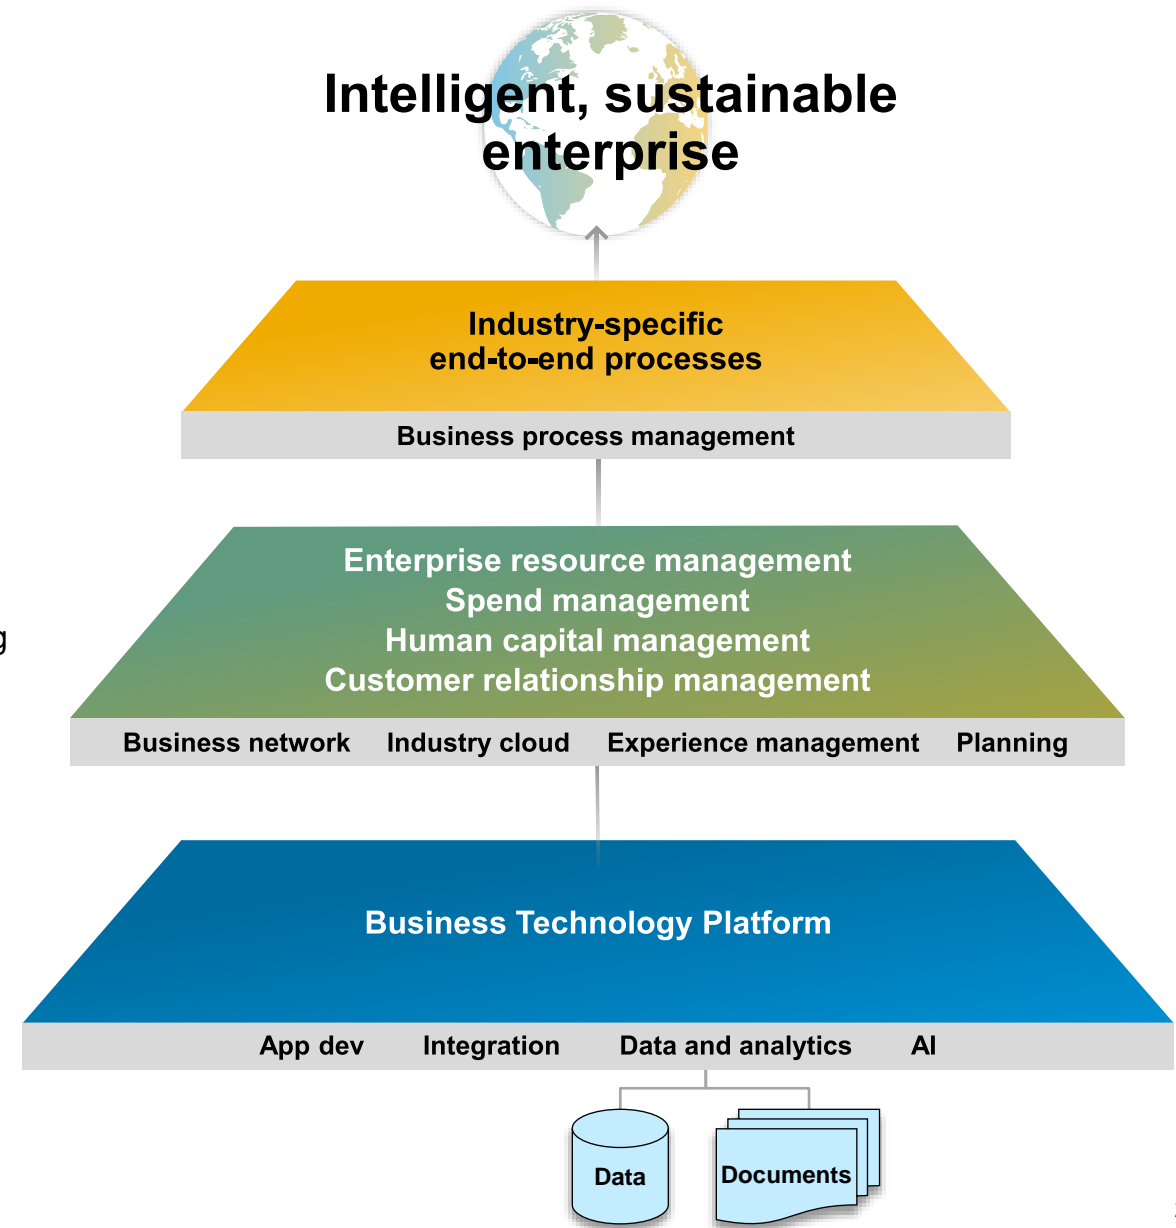 Intelligent, sustainable
enterprise
Industry-specific
end-to-end processes
Business process management
Enterprise resource management
Spend management
g
Human capital management
Customer relationship management
Business network Industry cloud Experience management Planning
Business Technology Platform
App dev Integration Data and analytics AI
Data Documents